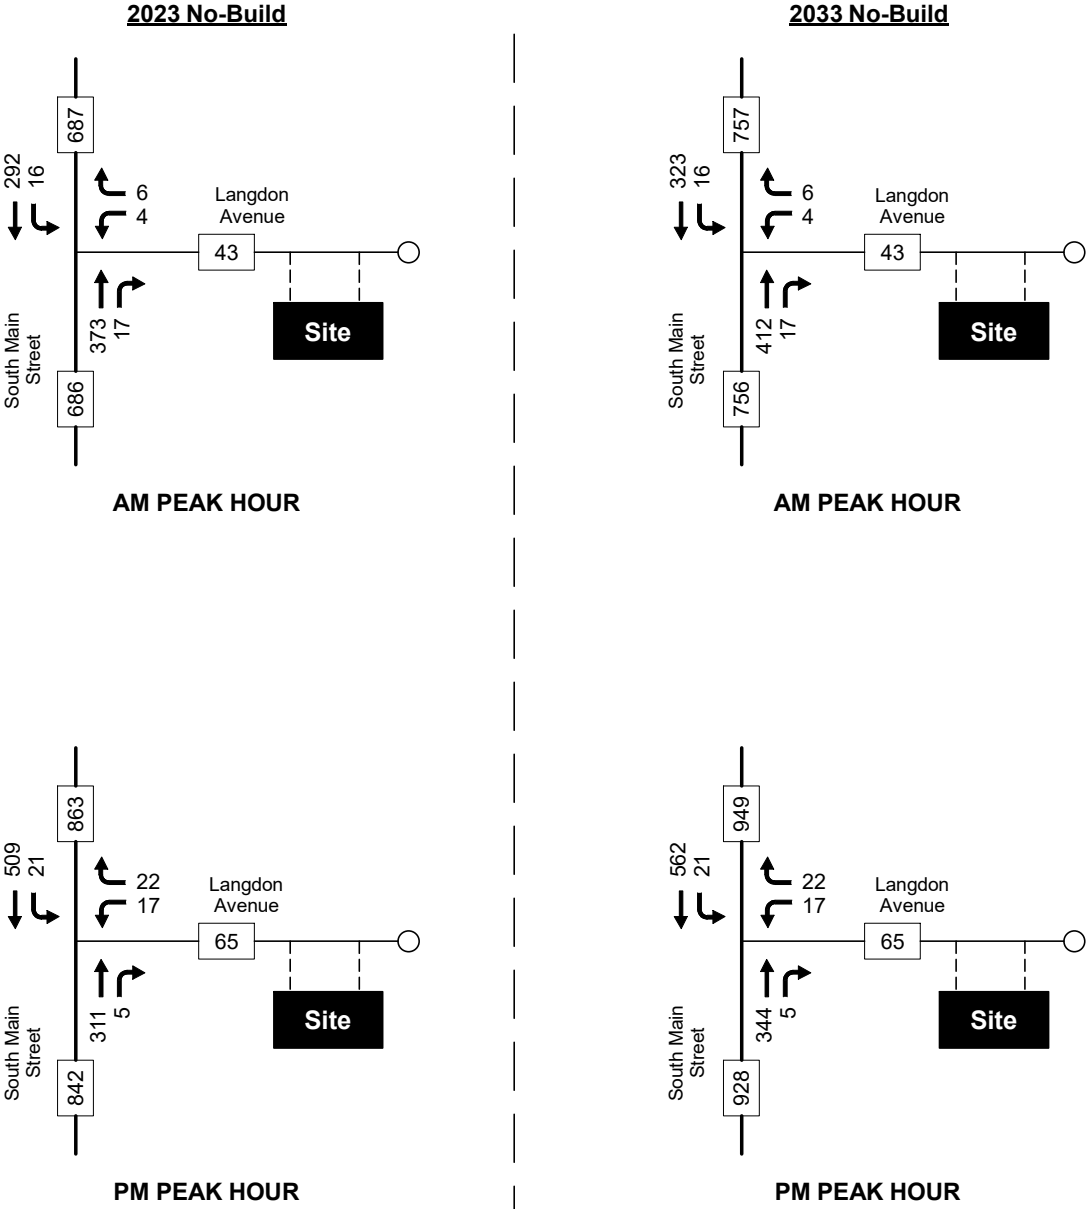 2023 No-Build
687
292
16
6
4
Langdon
Avenue
43
373
17
Site
South Main
Street
686
AM PEAK HOUR
2033 No-Build
757
323
16
6
4
Langdon
Avenue
43
412
17
Site
South Main
Street
756
AM PEAK HOUR
863
509
21
22
17
Langdon
Avenue
65
311
5
Site
South Main
Street
842
PM PEAK HOUR
949
562
21
22
17
Langdon
Avenue
65
344
5
Site
South Main
Street
928
PM PEAK HOUR